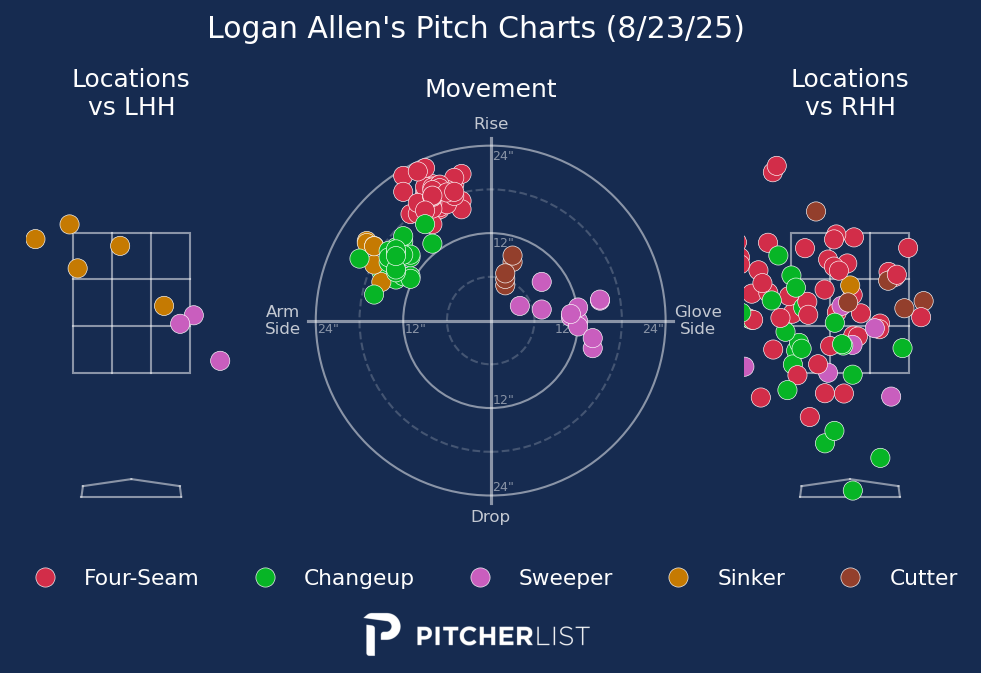 Logan Allen's Pitch Charts (8/23/25)
Locations
vs LHH
Movement
Locations
vs RHH
Rise
24"
12"
Arm
Side
24"
12"
12"
24"
Glove
Side
12"
24"
Drop
Four-Seam
Changeup
Sweeper
Sinker
Cutter
PITCHERLIST